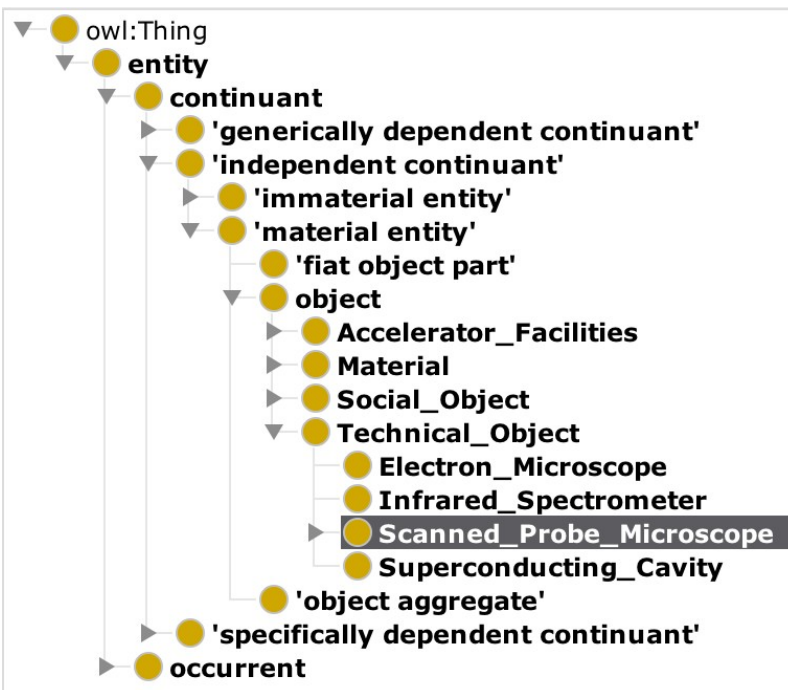 owl:Thing
entity
continuant
'generically dependent continuant'
'independent continuant'
'immaterial entity'
'material entity'
'fiat object part'
object
Accelerator_Facilities
Material
Social_Object
Technical_Object
Electron_Microscope
Infrared_Spectrometer
Scanned_Probe_Microscope
Superconducting_Cavity
'object aggregate'
'specifically dependent continuant'
occurrent